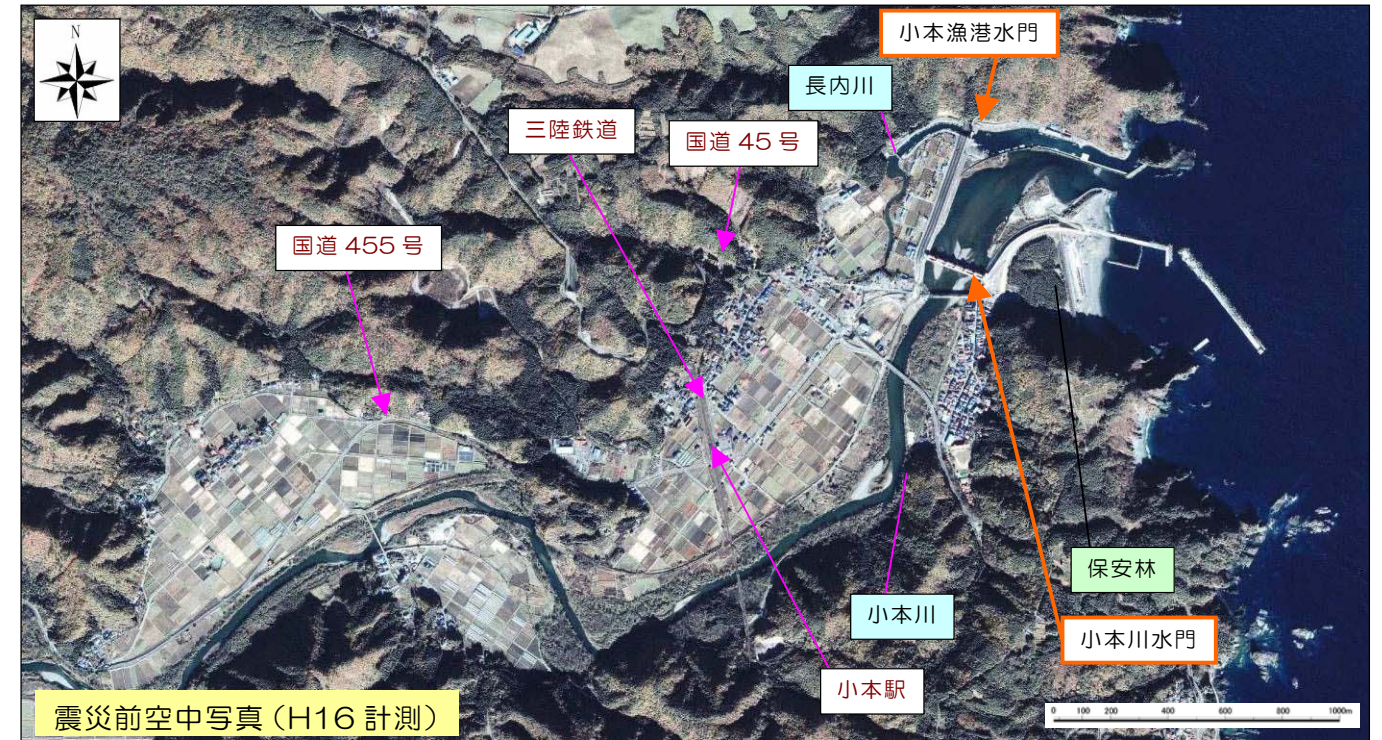 N
小本漁港水門
長内川
三陸鉄道
国道 45 号
国道 455 号
保安林
小本川
小本川水門
小本駅
震災前空中写真（H16 計測）
0 100 200 400 600 800 1000m